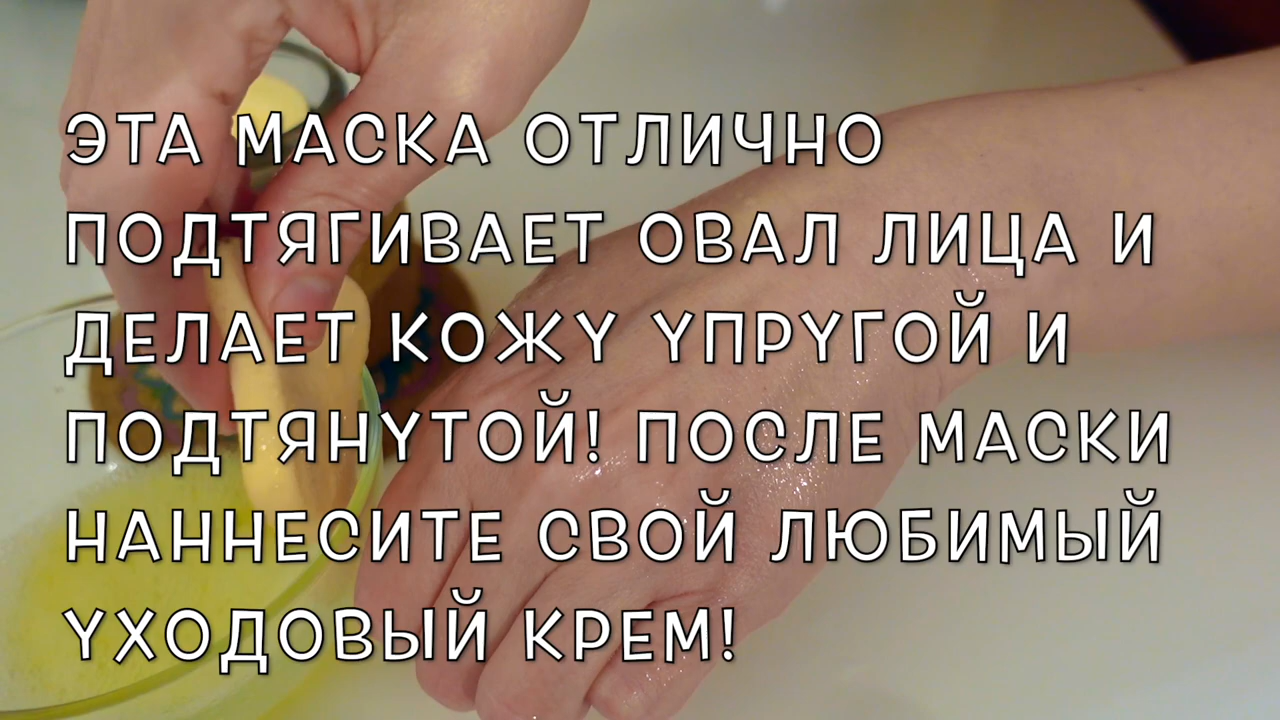 ЭТА МАСКА ОТЛИЧНО
ПОДТЯГИВАЕТ ОВАЛ ЛИЦА И
ДЕЛАЕТ КОЖУ УПРУГОЙ И
ПОДТЯНУТОЙ! ПОСЛЕ МАСКИ
НАННЕСИТЕ СВОЙ ЛЮБИМЫЙ
УХОДОВЫЙ КРЕМ!